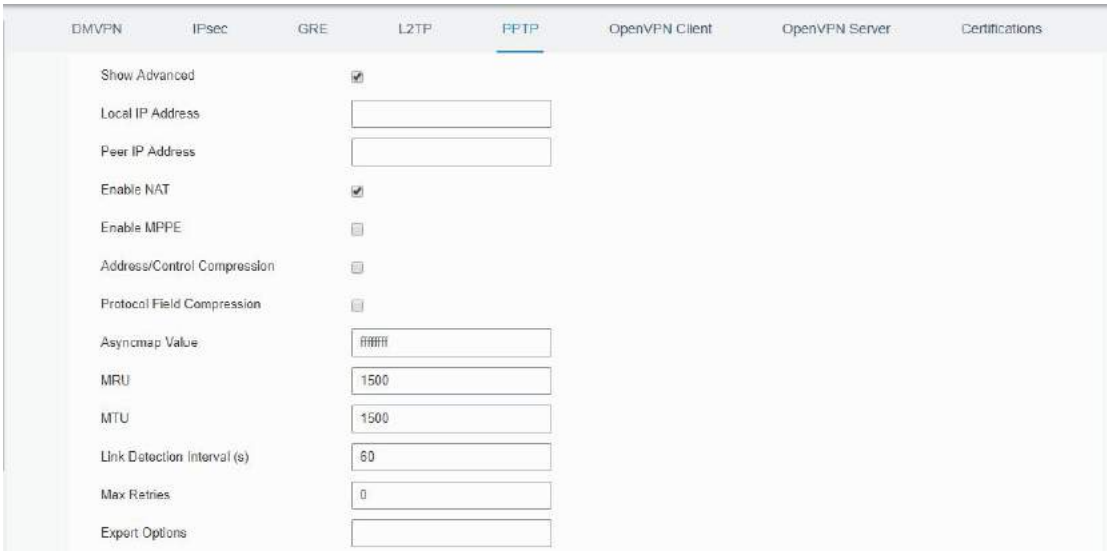 DMVPN IPsec GRE L2TP PPTP OpenVPN Client OpenVPN Server Certifications
Show Advanced
Local IP Address
Peer IP Address
Enable NAT
Enable MPPE
Address/Control Compression
Protocol Field Compression
Asyncmap Value ffffffff
MRU 1500
MTU 1500
Link Detection Interval (s) 60
Max Retries 0
Expert Options